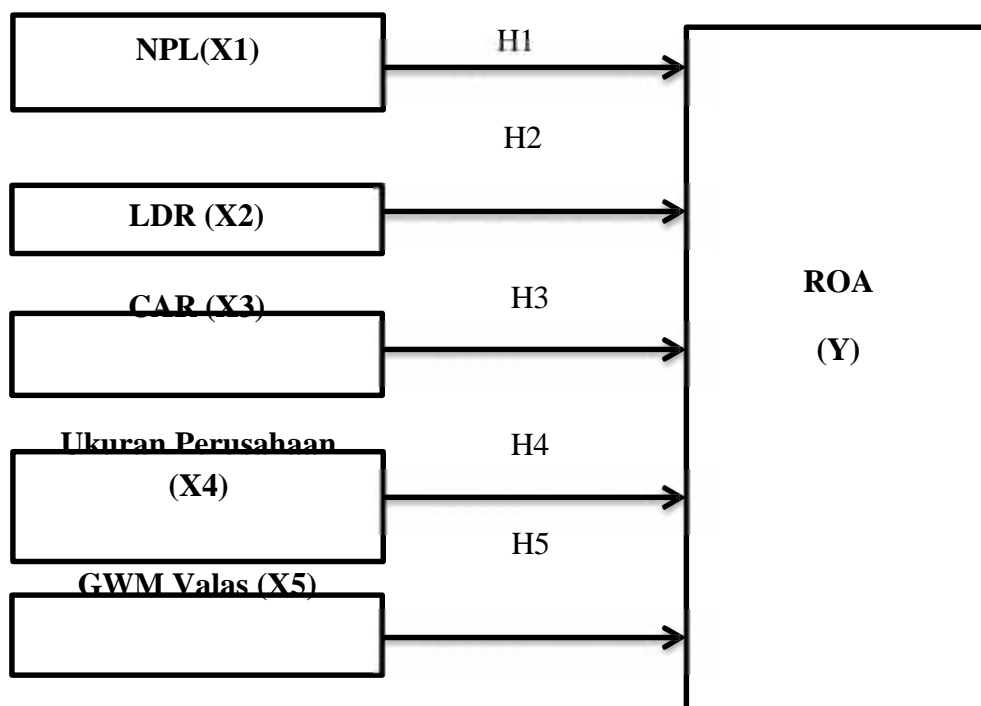 NPL(X1)
H1
H2
LDR (X2)
CAR (X3)
H3
ROA
(Y)
Ukuran Perusahaan
(X4)
H4
H5
GWM Valas (X5)